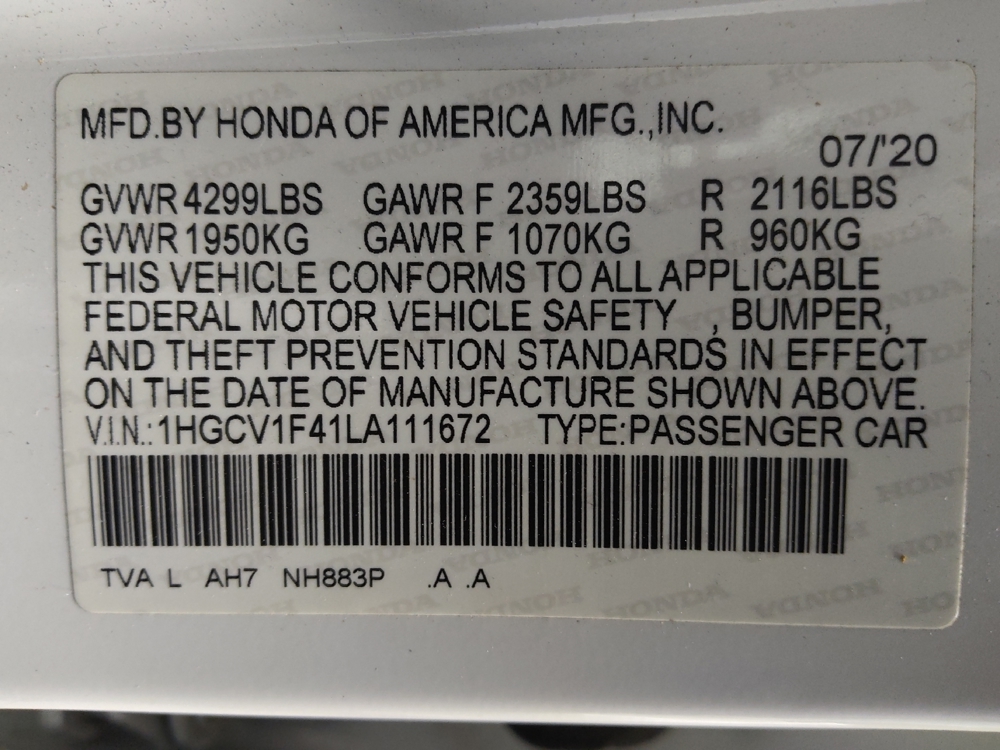 MFD.BY HONDA OF AMERICA MFG.,INC.
07/'20
GVWR 4299LBS GAWR F 2359LBS R 2116LBS
GVWR 1950KG GAWR F 1070KG R 960KG
THIS VEHICLE CONFORMS TO ALL APPLICABLE
FEDERAL MOTOR VEHICLE SAFETY , BUMPER,
AND THEFT PREVENTION STANDARDS IN EFFECT
ON THE DATE OF MANUFACTURE SHOWN ABOVE.
V.I.N.:1HGCV1F41LA111672 TYPE:PASSENGER CAR
TVA L AH7 NH883P .A .A